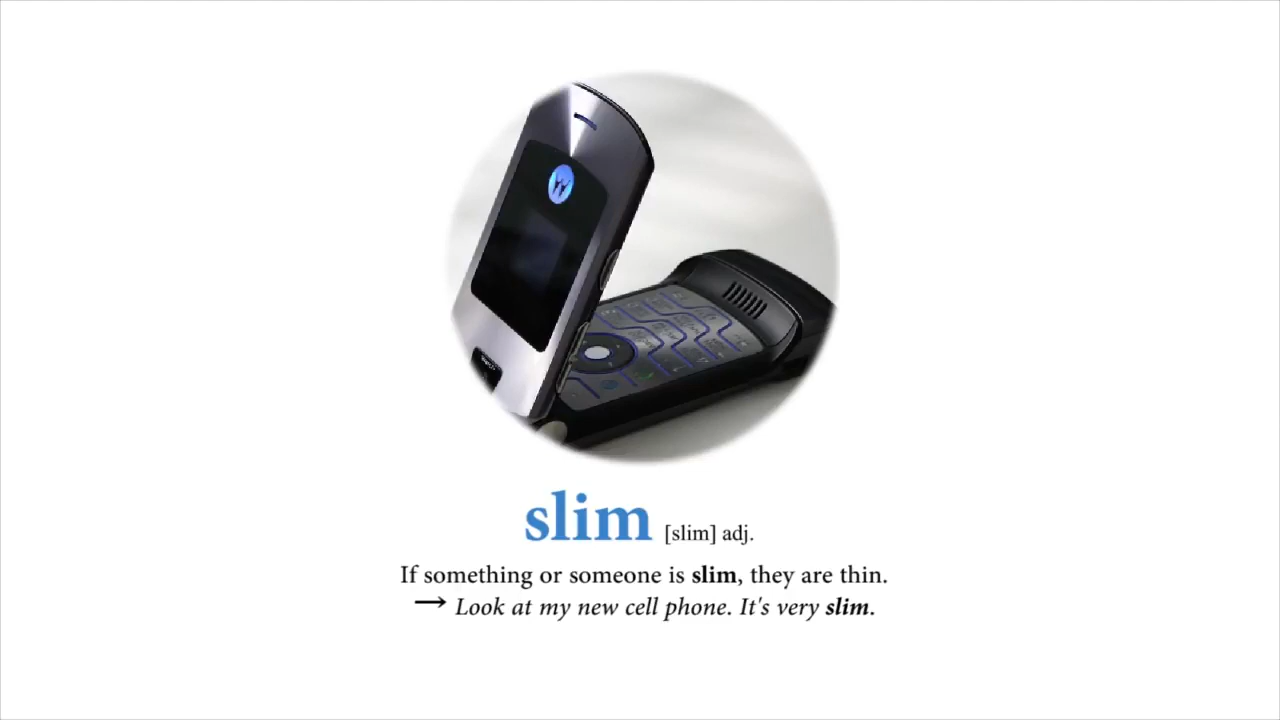 slim [slim] adj.
If something or someone is slim, they are thin.
→ Look at my new cell phone. It's very slim.